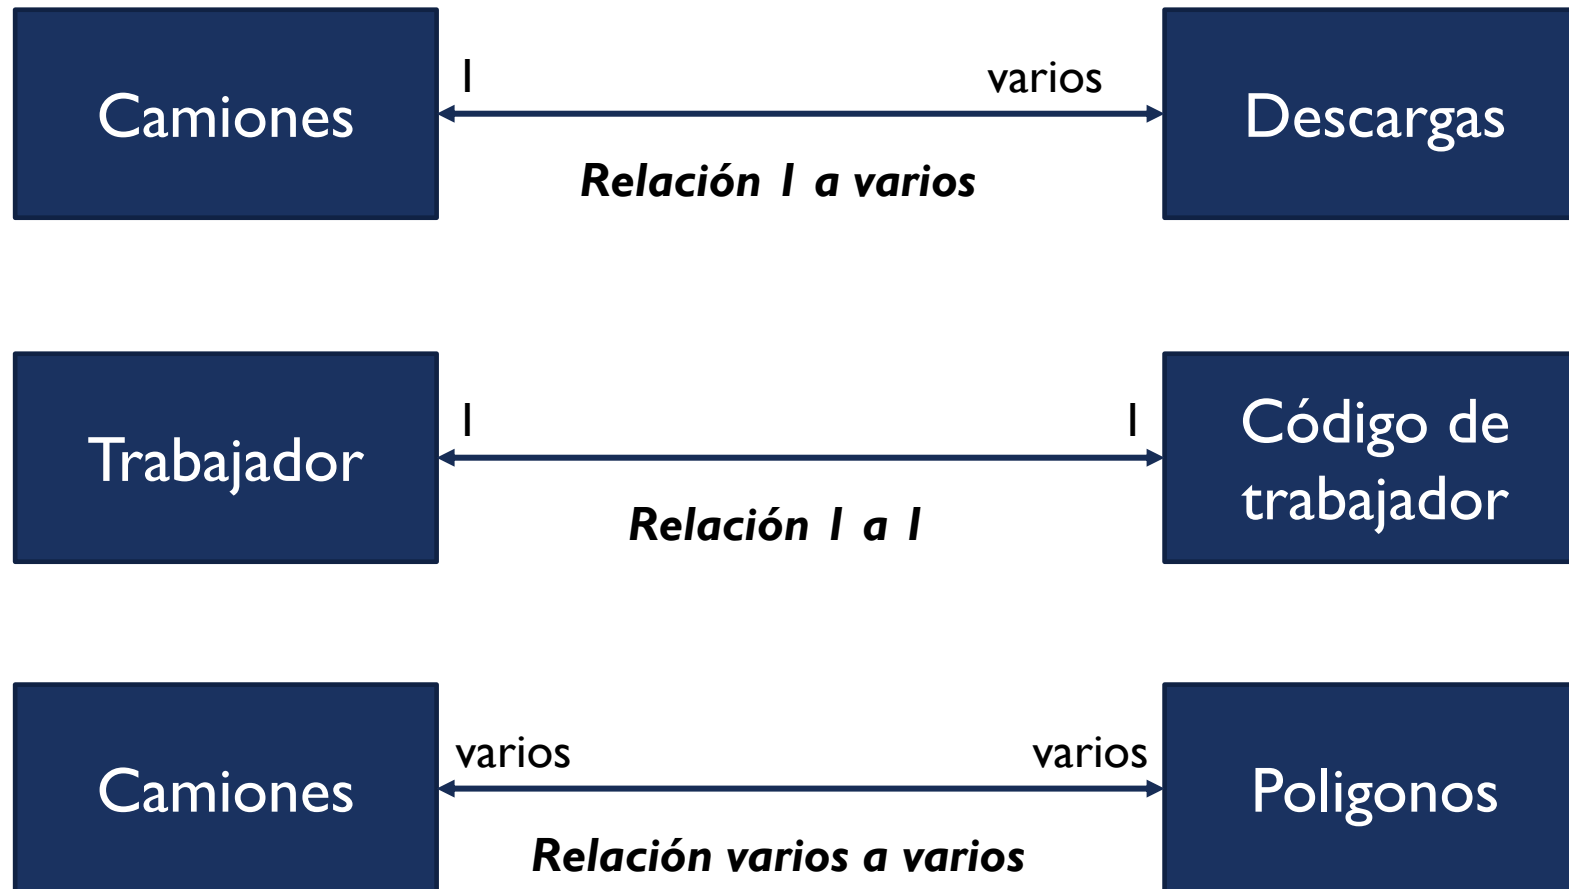 Camiones
1
varios
Descargas
Relación 1 a varios
Trabajador
1
1
Código de
trabajador
Relación 1 a 1
Camiones
varios
varios
Poligonos
Relación varios a varios